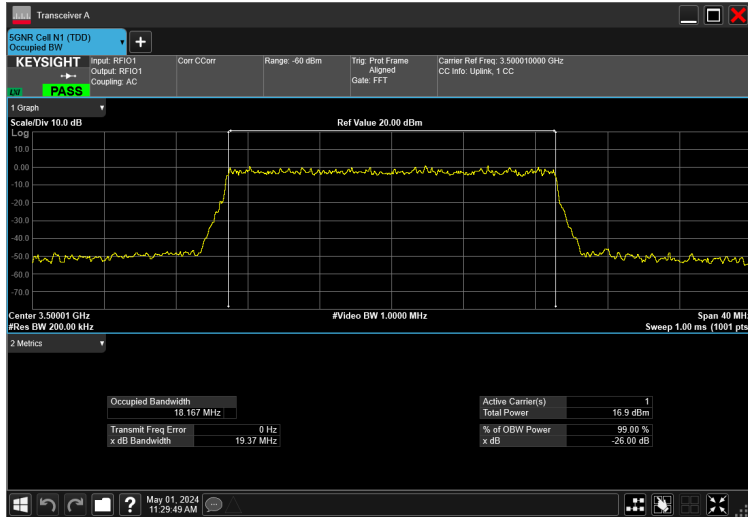 Transceiver A
5GNR Cell N1 (TDD)
Occupied BW
KEYSIGHT
PASS
Input: RFIO1
Output: RFIO1
Coupling: AC
Corr CCorr
Range: -60 dBm
Trig: Prot Frame
Aligned
Gate: FFT
Carrier Ref Freq: 3.500010000 GHz
CC Info: Uplink, 1 CC
1 Graph
Scale/Div 10.0 dB
Ref Value 20.00 dBm
Log
10.0
0.00
-10.0
-20.0
-30.0
-40.0
-50.0
-60.0
-70.0
Center 3.50001 GHz
#Video BW 1.0000 MHz
Span 40 MHz
#Res BW 200.00 kHz
Sweep 1.00 ms (1001 pts
2 Metrics
Occupied Bandwidth
18.167 MHz
Transmit Freq Error 0 Hz
x dB Bandwidth 19.37 MHz
Active Carrier(s) 1
Total Power 16.9 dBm
% of OBW Power 99.00 %
x dB -26.00 dB
May 01, 2024
11:29:49 AM